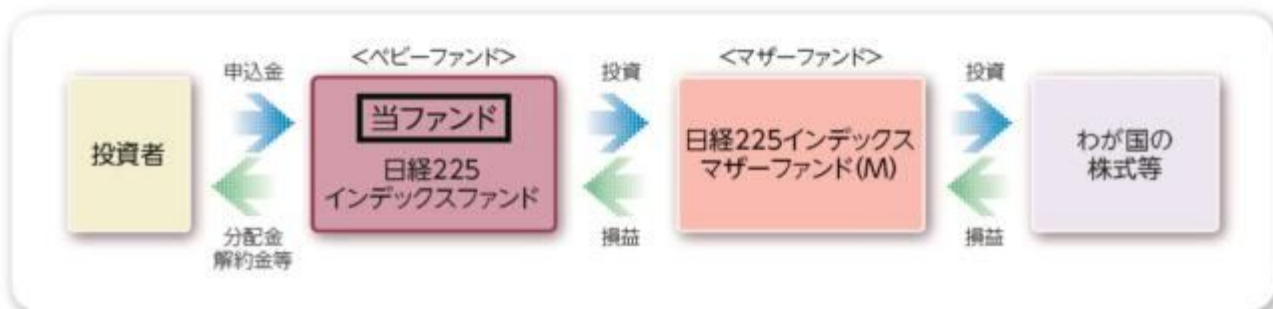 投資者
申込金
分配金
解約金等
<ベビーファンド>
当ファンド
日経225
インデックスファンド
投資
損益
<マザーファンド>
日経225インデックス
マザーファンド(M)
投資
損益
わが国の
株式等